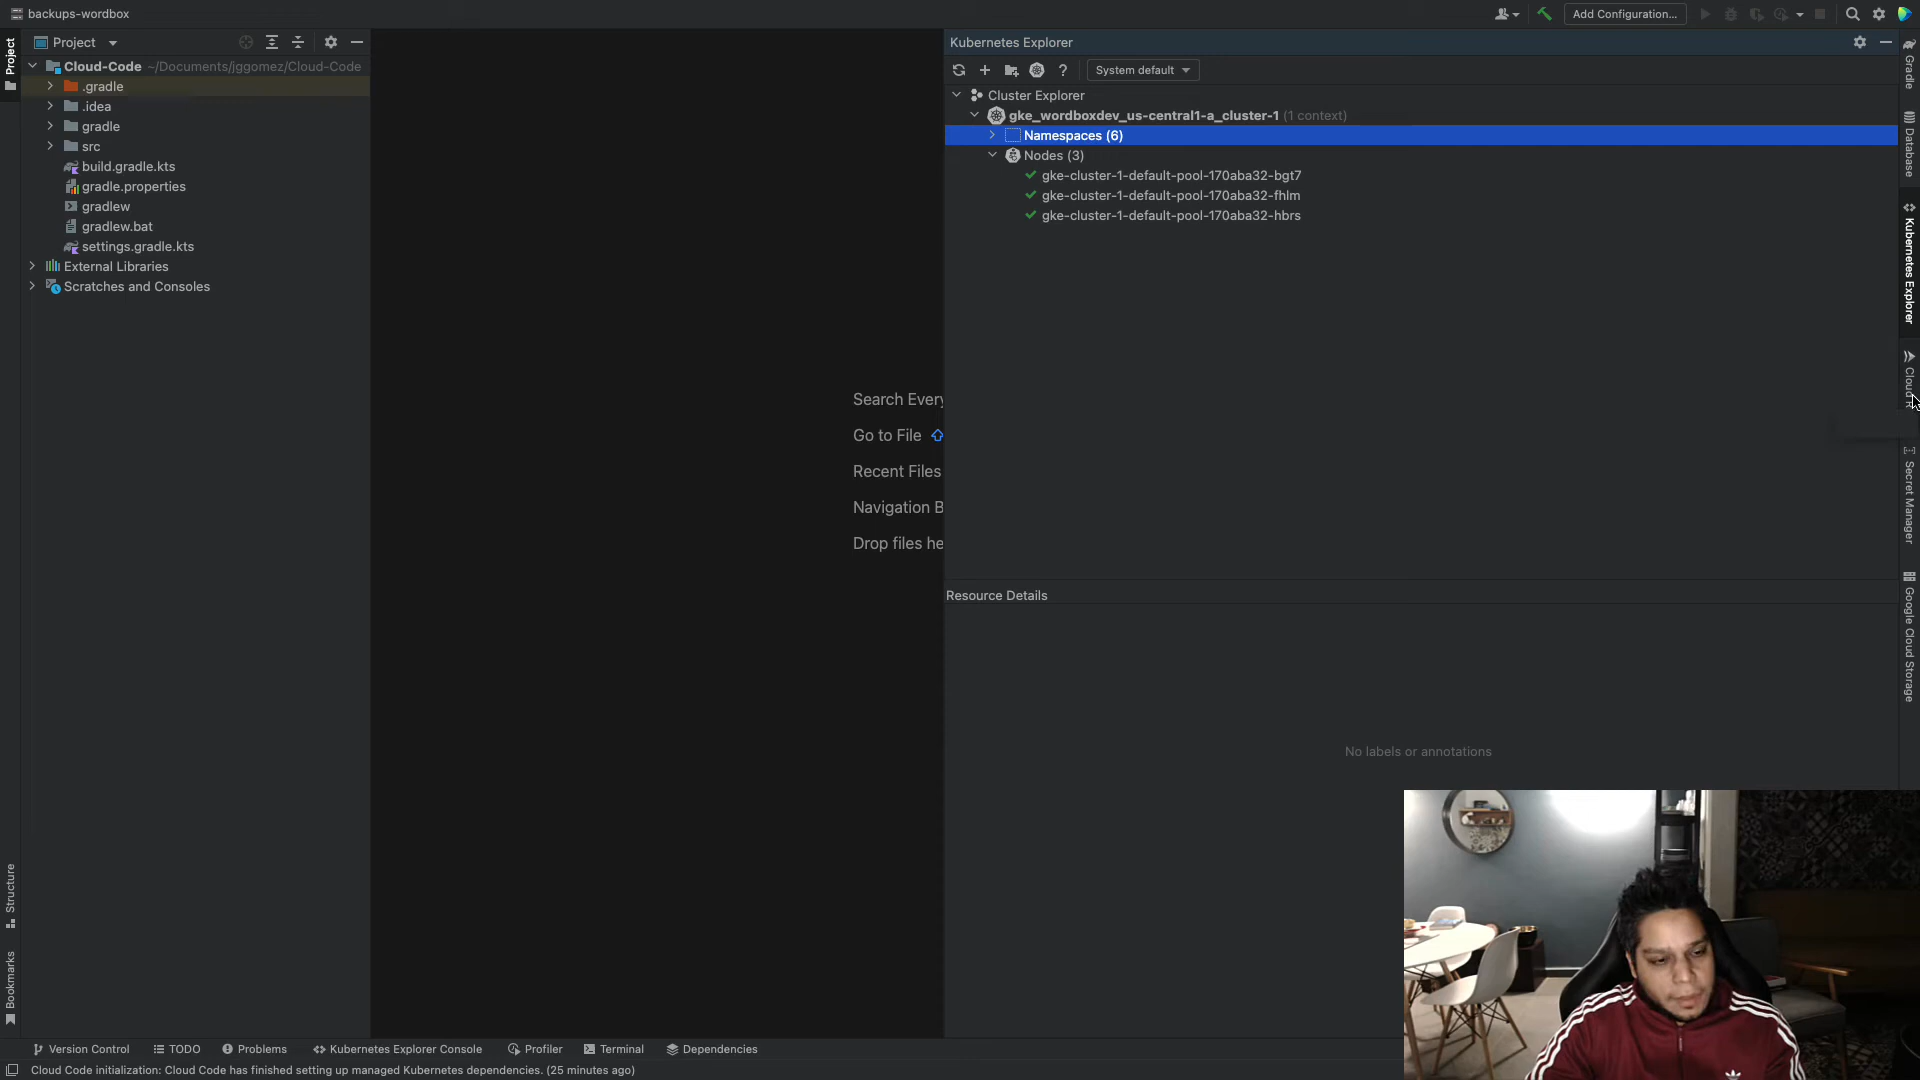 backups-wordbox
Add Configuration...
Project
Project
Cloud-Code ~/Documents/jggomez/Cloud-Code
.gradle
.idea
gradle
src
build.gradle.kts
gradle.properties
gradlew
gradlew.bat
settings.gradle.kts
External Libraries
Scratches and Consoles
Structure
Bookmarks
Search Every
Go to File
Recent Files
Navigation B
Drop files he
Kubernetes Explorer
System default
Cluster Explorer
gke_wordboxdev_us-central1-a_cluster-1 (1 context)
Namespaces (6)
Nodes (3)
gke-cluster-1-default-pool-170aba32-bgt7
gke-cluster-1-default-pool-170aba32-fhlm
gke-cluster-1-default-pool-170aba32-hbrs
Resource Details
No labels or annotations
Gradle
Database
Kubernetes Explorer
Cloud
Secret Manager
Google Cloud Storage
Version Control
TODO
Problems
Kubernetes Explorer Console
Profiler
Terminal
Dependencies
Cloud Code initialization: Cloud Code has finished setting up managed Kubernetes dependencies. (25 minutes ago)